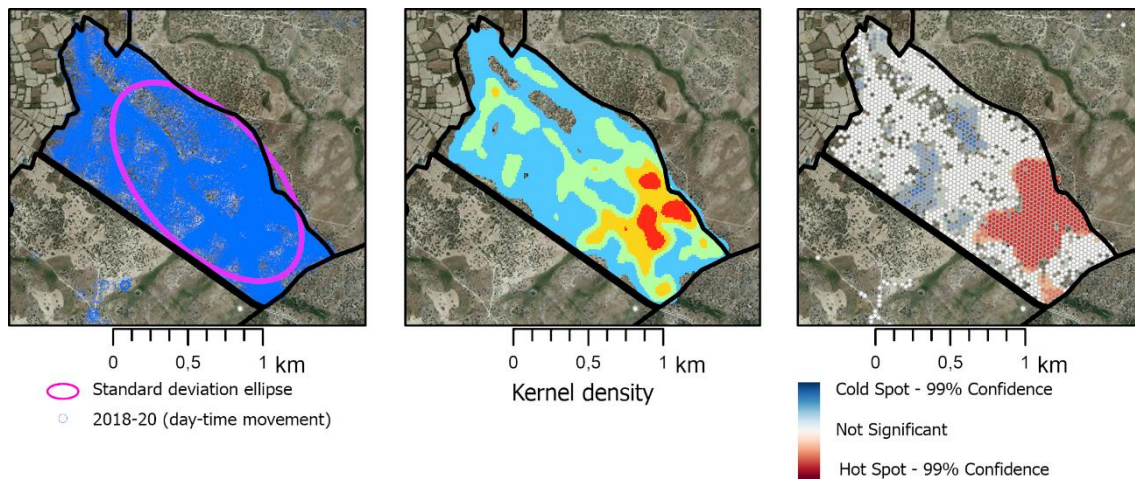 0 0,5 1 km
0 0,5 1 km
0 0,5 1 km
Standard deviation ellipse
2018-20 (day-time movement)
Kernel density
Cold Spot - 99% Confidence
Not Significant
Hot Spot - 99% Confidence